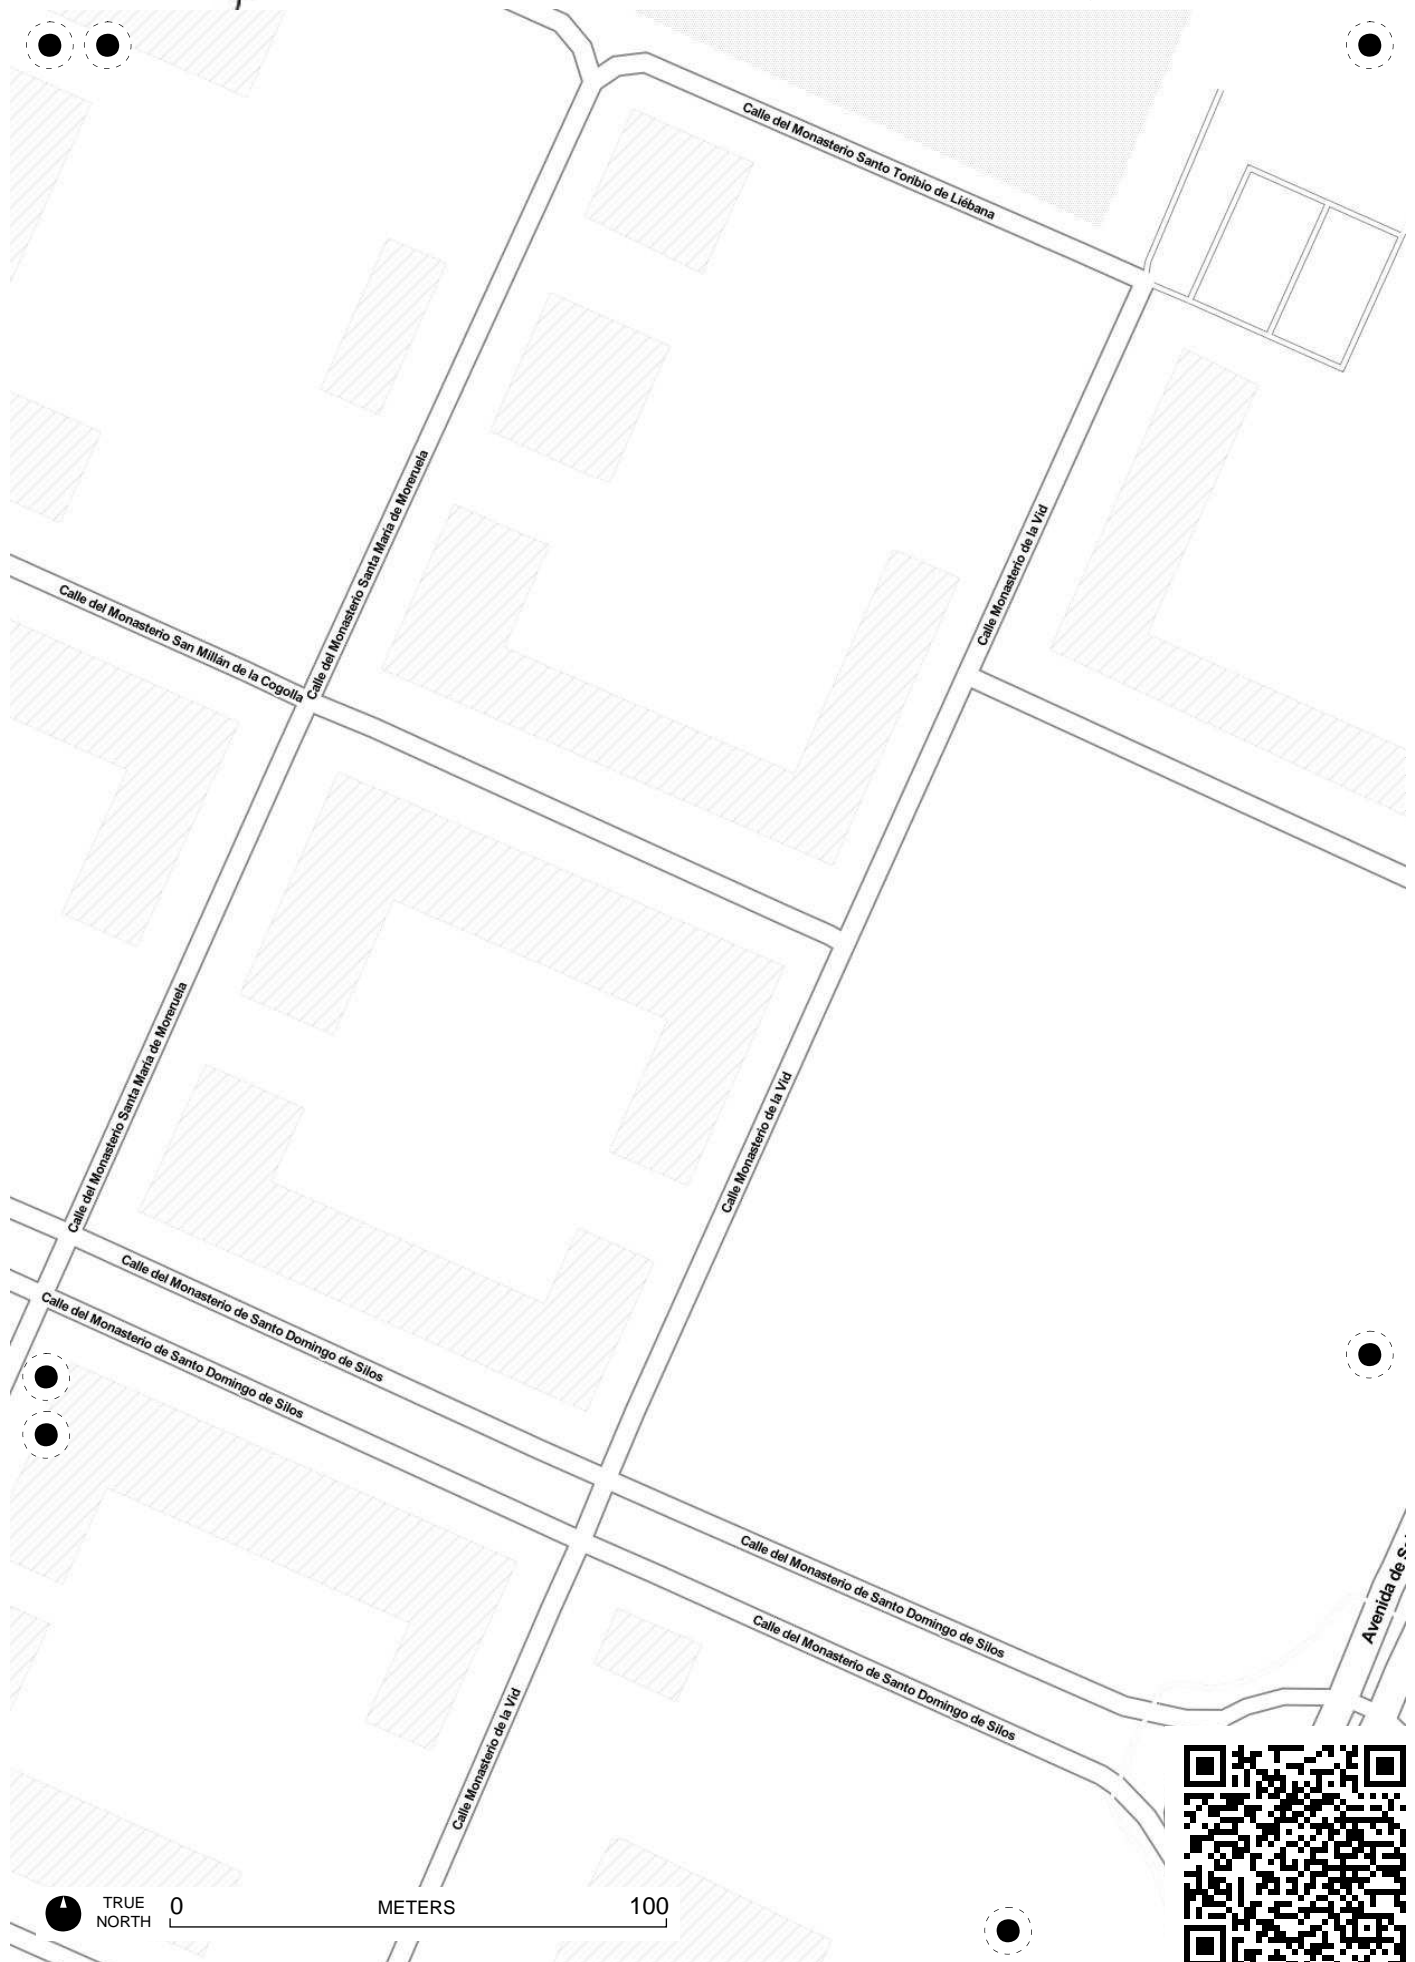 Calle del Monasterio Santo Toribio de Liébana
Calle del Monasterio Santa María de Moreruela
Calle Monasterio de la Vid
Calle del Monasterio San Millán de la Cogolla
Calle del Monasterio Santa María de Moreruela
Calle Monasterio de la Vid
Calle del Monasterio de Santo Domingo de Silos
Calle del Monasterio de Santo Domingo de Silos
Calle del Monasterio de Santo Domingo de Silos
Avenida de
Calle del Monasterio de Santo Domingo de Silos
Calle Monasterio de la Vid
TRUE NORTH
0 METERS 100